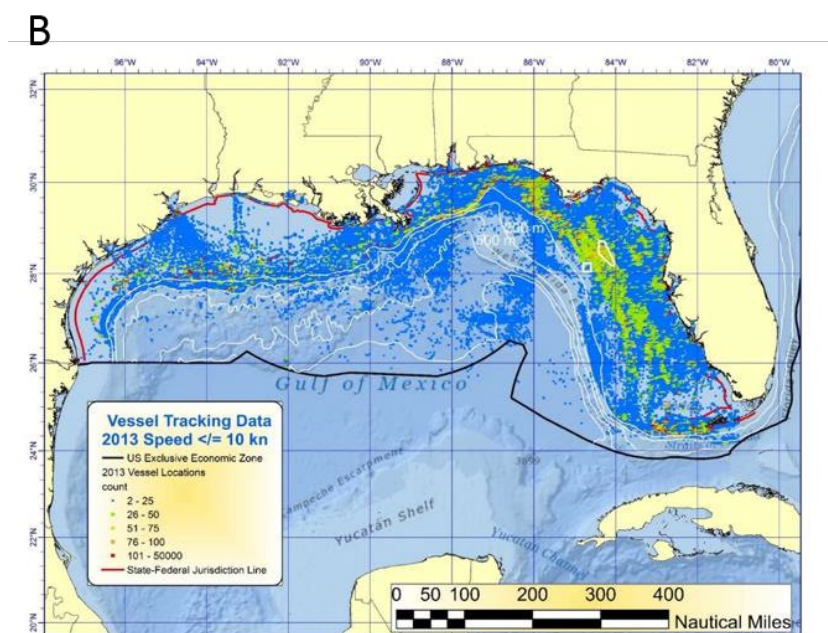 B
96°W 94°W 92°W 90°W 88°W 86°W 84°W 82°W 80°W
32°N
30°N
28°N
26°N
24°N
22°N
20°N
200 m
500 m
Gulf of Mexico
3699
Campeche Escarpment
Yucatán Shelf
Yucatán Channel
Vessel Tracking Data
2013 Speed </= 10 kn
US Exclusive Economic Zone
2013 Vessel Locations
count
2 - 25
26 - 50
51 - 75
76 - 100
101 - 50000
State-Federal Jurisdiction Line
0 50 100 200 300 400
Nautical Miles